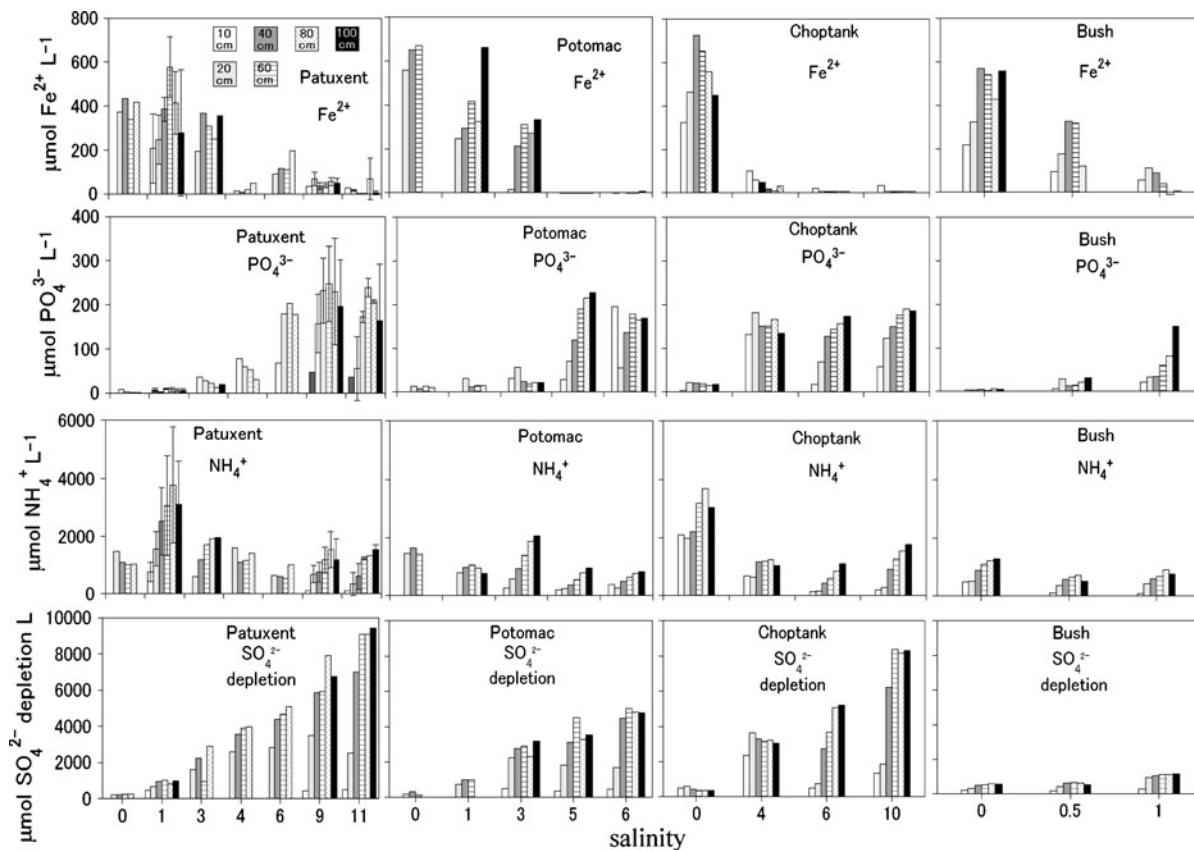 μmol Fe²⁺ L⁻¹
800
600
400
200
0
10 cm 40 cm 80 cm 100 cm
20 cm 60 cm
Patuxent
Fe²⁺
Potomac
Fe²⁺
Choptank
Fe²⁺
Bush
Fe²⁺
μmol PO₄³⁻ L⁻¹
400
300
200
100
0
Patuxent
PO₄³⁻
Potomac
PO₄³⁻
Choptank
PO₄³⁻
Bush
PO₄³⁻
μmol NH₄⁺ L⁻¹
6000
4000
2000
0
Patuxent
NH₄⁺
Potomac
NH₄⁺
Choptank
NH₄⁺
Bush
NH₄⁺
μmol SO₄²⁻ depletion L
10000
8000
6000
4000
2000
0
Patuxent
SO₄²⁻
depletion
Potomac
SO₄²⁻
depletion
Choptank
SO₄²⁻
depletion
Bush
SO₄²⁻
depletion
0 1 3 4 6 9 11
0 1 3 5 6
0 4 6 10
0 0.5 1
salinity